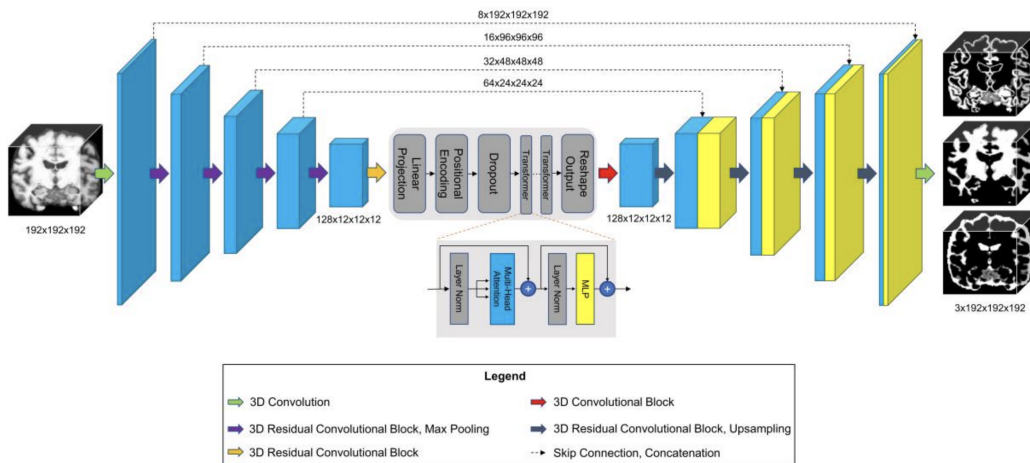 8x192x192x192
16x96x96x96
32x48x48x48
64x24x24x24
192x192x192
128x12x12x12
Linear Projection
Positional Encoding
Dropout
Transformer
Transformer
Reshape Output
128x12x12x12
3x192x192x192
Layer Norm
Multi-Head Attention
+
Layer Norm
MLP
+
Legend
3D Convolution
3D Convolutional Block
3D Residual Convolutional Block, Max Pooling
3D Residual Convolutional Block, Upsampling
3D Residual Convolutional Block
Skip Connection, Concatenation